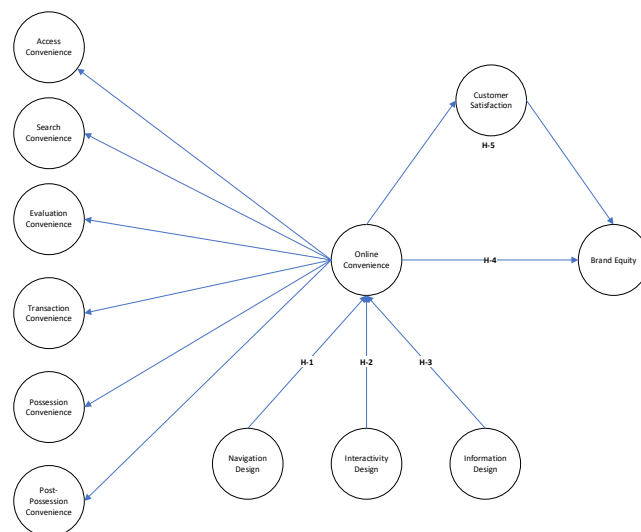 Access
Convenience
Search
Convenience
Evaluation
Convenience
Transaction
Convenience
Possession
Convenience
Post-
Possession
Convenience
Online
Convenience
Customer
Satisfaction
H-5
H-4
Brand Equity
H-1
H-2
H-3
Navigation
Design
Interactivity
Design
Information
Design